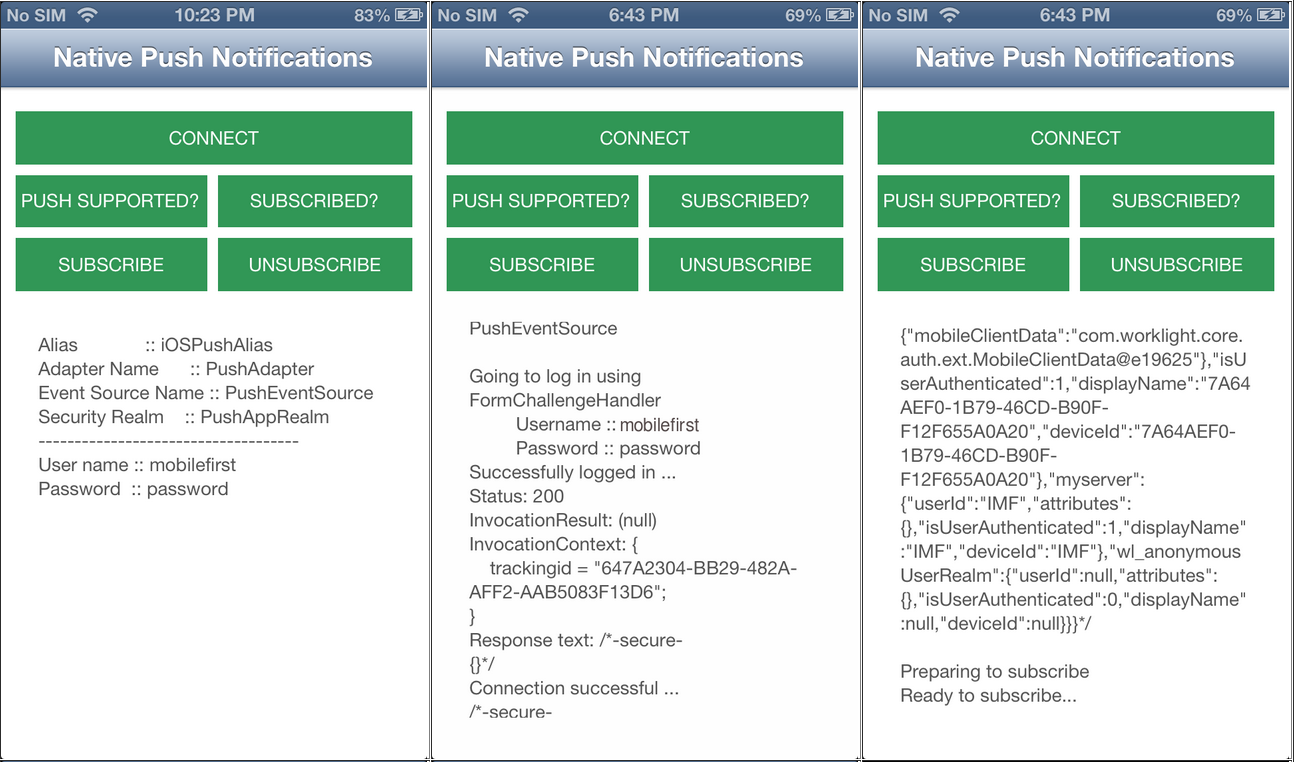 No SIM 10:23 PM 83%
Native Push Notifications
CONNECT
PUSH SUPPORTED? SUBSCRIBED?
SUBSCRIBE UNSUBSCRIBE
Alias :: iOSPushAlias
Adapter Name :: PushAdapter
Event Source Name :: PushEventSource
Security Realm :: PushAppRealm
------------------------------------
User name :: mobilefirst
Password :: password
No SIM 6:43 PM 69%
Native Push Notifications
CONNECT
PUSH SUPPORTED? SUBSCRIBED?
SUBSCRIBE UNSUBSCRIBE
PushEventSource
Going to log in using
FormChallengeHandler
Username :: mobilefirst
Password :: password
Successfully logged in ...
Status: 200
InvocationResult: (null)
InvocationContext: {
trackingid = "647A2304-BB29-482A-
AFF2-AAB5083F13D6";
}
Response text: /*-secure-
{}*/
Connection successful ...
/*-secure-
No SIM 6:43 PM 69%
Native Push Notifications
CONNECT
PUSH SUPPORTED? SUBSCRIBED?
SUBSCRIBE UNSUBSCRIBE
{"mobileClientData":"com.worklight.core.
auth.ext.MobileClientData@e19625"},"isU
serAuthenticated":1,"displayName":"7A64
AEF0-1B79-46CD-B90F-
F12F655A0A20","deviceId":"7A64AEF0-
1B79-46CD-B90F-
F12F655A0A20"},"myserver":
{"userId":"IMF","attributes":
{},"isUserAuthenticated":1,"displayName"
:"IMF","deviceId":"IMF"},"wl_anonymous
UserRealm":{"userId":null,"attributes":
{},"isUserAuthenticated":0,"displayName"
:null,"deviceId":null}}}*/
Preparing to subscribe
Ready to subscribe...